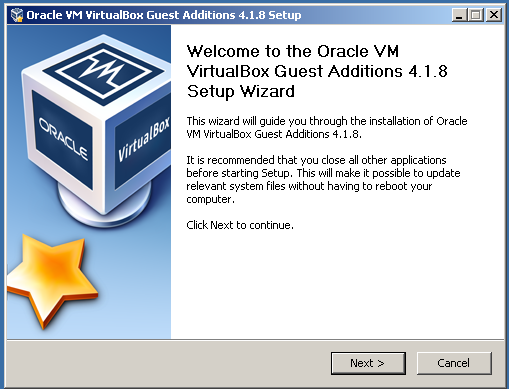 Oracle VM VirtualBox Guest Additions 4.1.8 Setup
Welcome to the Oracle VM
VirtualBox Guest Additions 4.1.8
Setup Wizard
This wizard will guide you through the installation of Oracle
VM VirtualBox Guest Additions 4.1.8.
It is recommended that you close all other applications
before starting Setup. This will make it possible to update
relevant system files without having to reboot your
computer.
Click Next to continue.
ORACLE
VirtualBox
Next >
Cancel